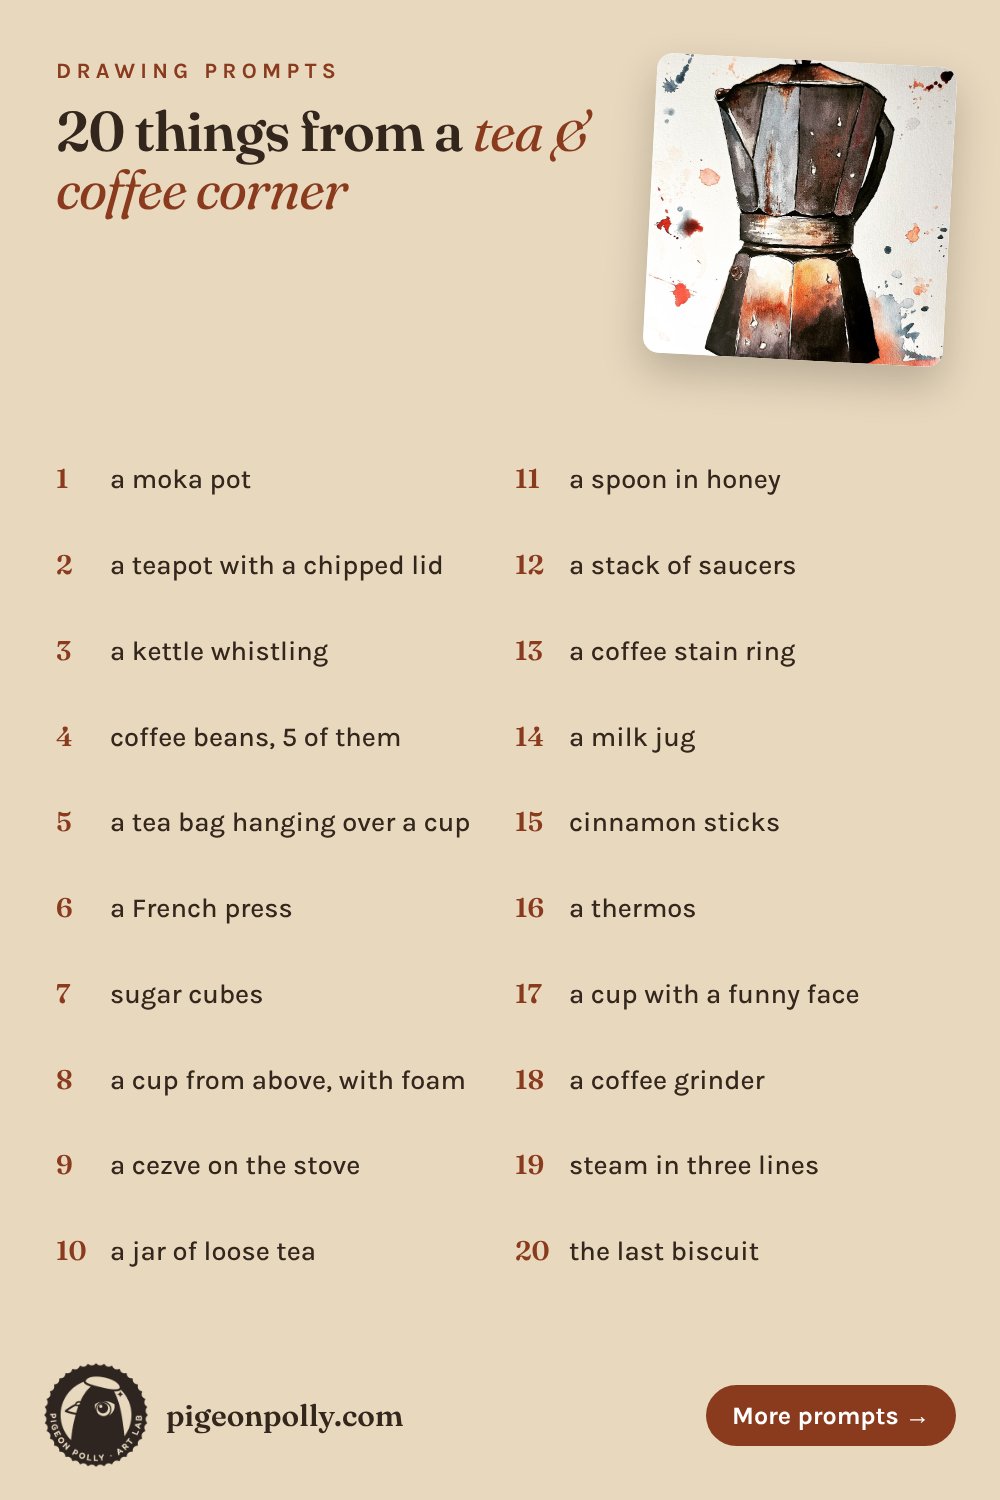 DRAWING PROMPTS
20 things from a tea &
coffee corner
1 a moka pot
2 a teapot with a chipped lid
3 a kettle whistling
4 coffee beans, 5 of them
5 a tea bag hanging over a cup
6 a French press
7 sugar cubes
8 a cup from above, with foam
9 a cezve on the stove
10 a jar of loose tea
11 a spoon in honey
12 a stack of saucers
13 a coffee stain ring
14 a milk jug
15 cinnamon sticks
16 a thermos
17 a cup with a funny face
18 a coffee grinder
19 steam in three lines
20 the last biscuit
PIGEON POLLY · ART LAB
pigeonpolly.com
More prompts →